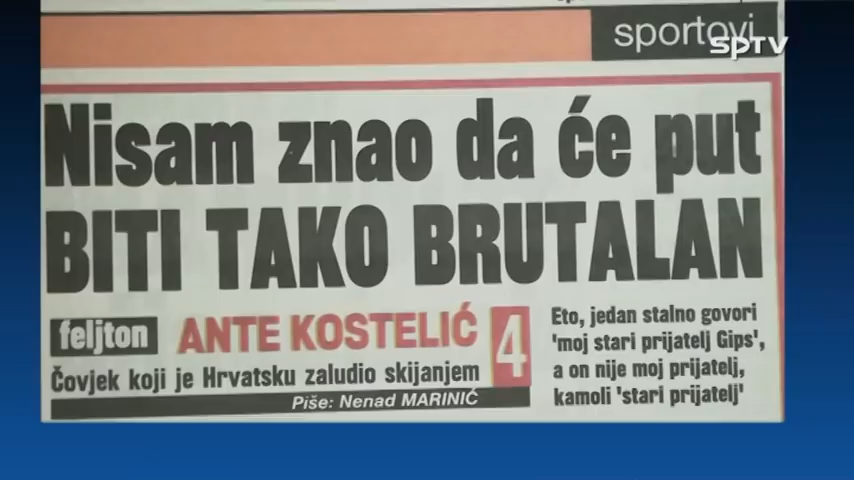 sportovi
SPTV
Nisam znao da će put
BITI TAKO BRUTALAN
feljton
ANTE KOSTELIĆ
4
Čovjek koji je Hrvatsku zaludio skijanjem
Piše: Nenad MARINIĆ
Eto, jedan stalno govori
'moj stari prijatelj Gips',
a on nije moj prijatelj,
kamoli 'stari prijatelj'